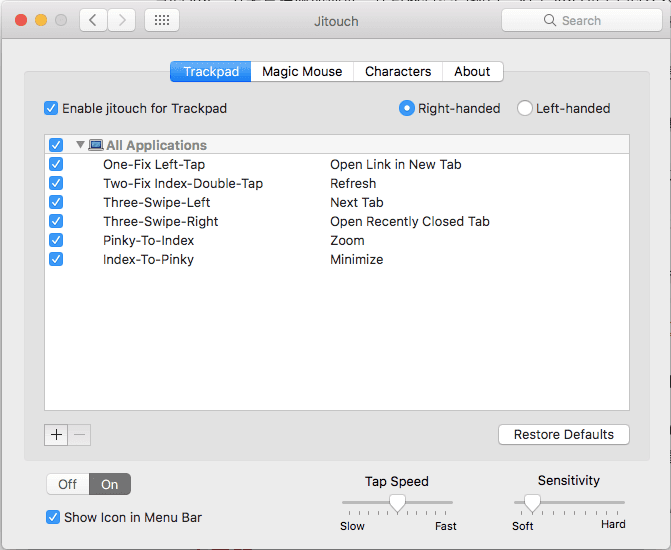 Jitouch
Search
Trackpad Magic Mouse Characters About
Enable jitouch for Trackpad Right-handed Left-handed
All Applications
One-Fix Left-Tap Open Link in New Tab
Two-Fix Index-Double-Tap Refresh
Three-Swipe-Left Next Tab
Three-Swipe-Right Open Recently Closed Tab
Pinky-To-Index Zoom
Index-To-Pinky Minimize
Restore Defaults
Off On
Show Icon in Menu Bar
Tap Speed
Slow Fast
Sensitivity
Soft Hard